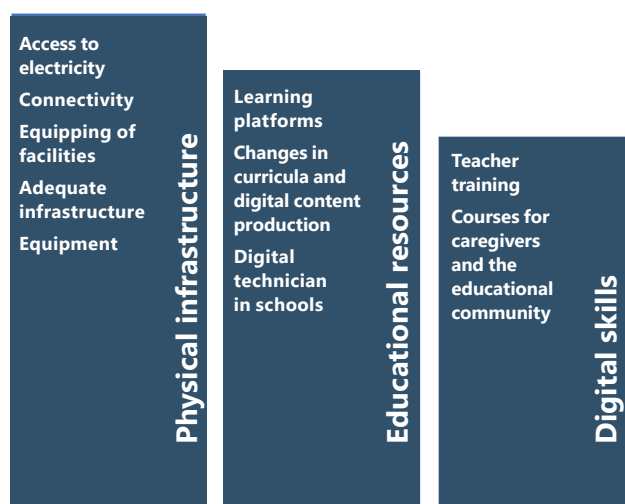 Access to
electricity
Connectivity
Equipping of
facilities
Adequate
infrastructure
Equipment
Physical infrastructure
Learning
platforms
Changes in
curricula and
digital content
production
Digital
technician
in schools
Educational resources
Teacher
training
Courses for
caregivers
and the
educational
community
Digital skills